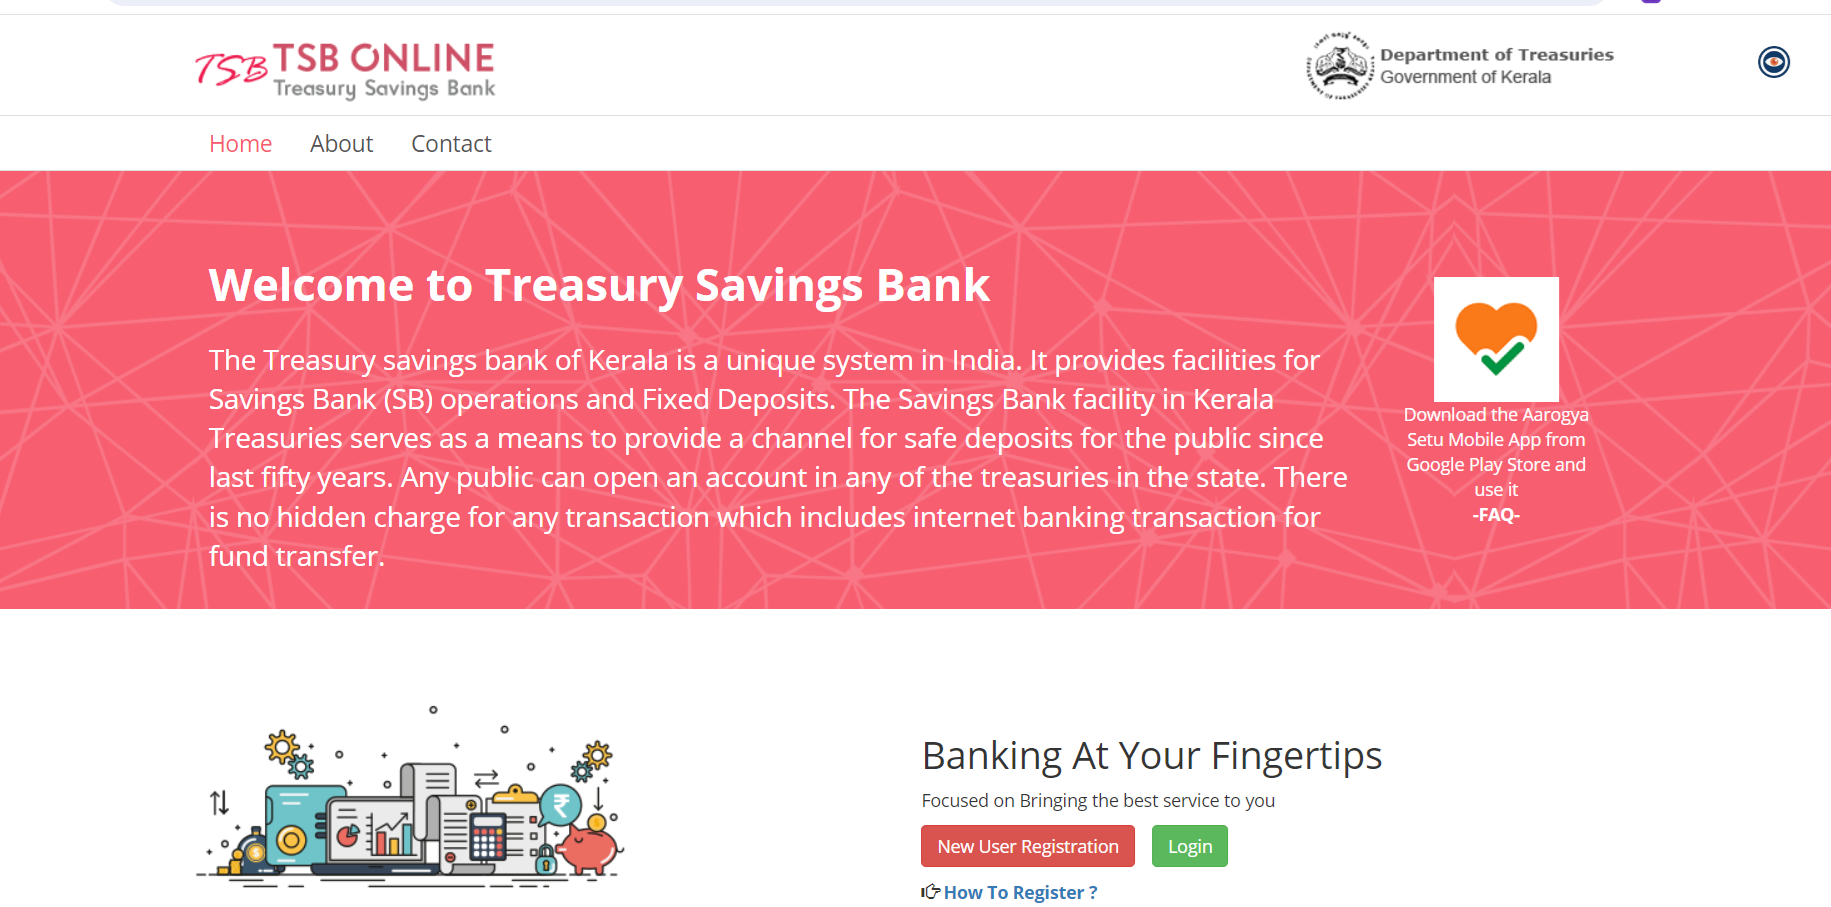 TSB TSB ONLINE
Treasury Savings Bank
Department of Treasuries
Government of Kerala
Home About Contact
Welcome to Treasury Savings Bank
The Treasury savings bank of Kerala is a unique system in India. It provides facilities for
Savings Bank (SB) operations and Fixed Deposits. The Savings Bank facility in Kerala
Treasuries serves as a means to provide a channel for safe deposits for the public since
last fifty years. Any public can open an account in any of the treasuries in the state. There
is no hidden charge for any transaction which includes internet banking transaction for
fund transfer.
Download the Aarogya
Setu Mobile App from
Google Play Store and
use it
-FAQ-
₹
Banking At Your Fingertips
Focused on Bringing the best service to you
New User Registration Login
How To Register ?